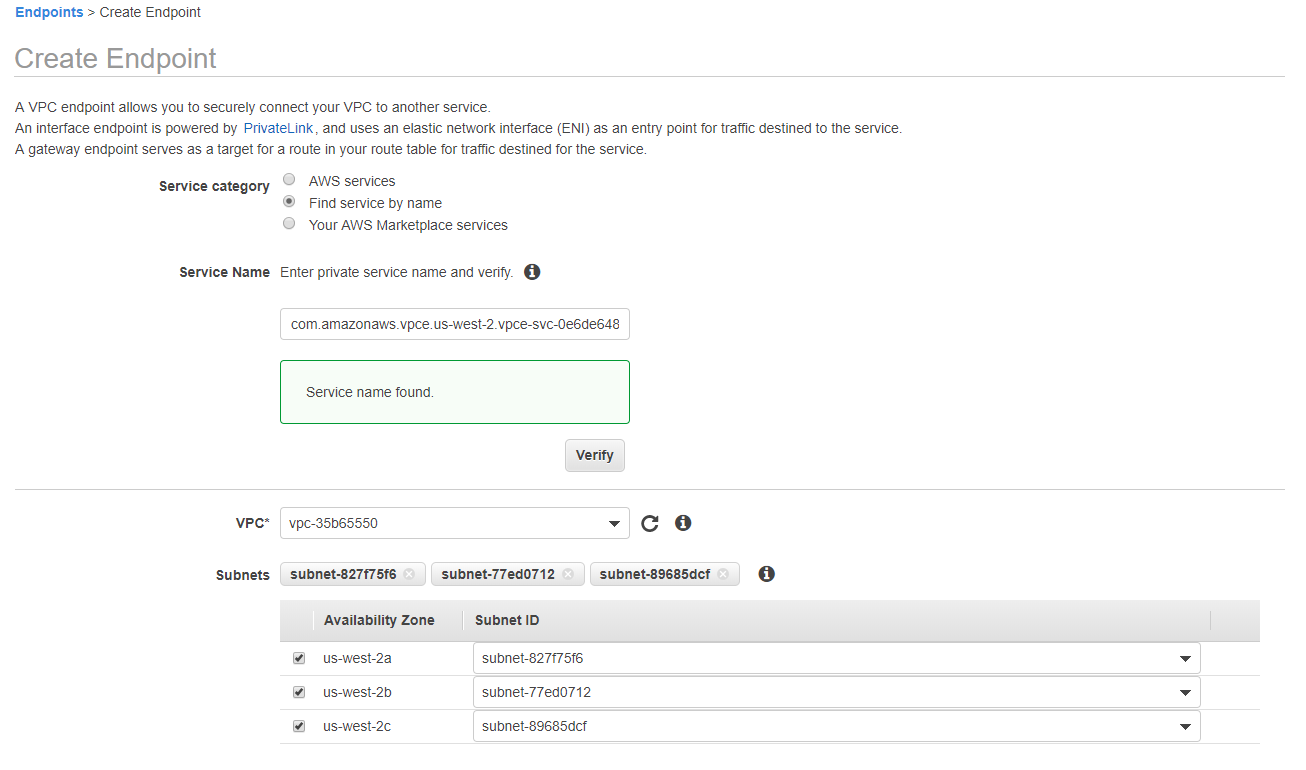 Endpoints > Create Endpoint
Create Endpoint
A VPC endpoint allows you to securely connect your VPC to another service.
An interface endpoint is powered by PrivateLink, and uses an elastic network interface (ENI) as an entry point for traffic destined to the service.
A gateway endpoint serves as a target for a route in your route table for traffic destined for the service.
Service category
AWS services
Find service by name
Your AWS Marketplace services
Service Name Enter private service name and verify.
com.amazonaws.vpce.us-west-2.vpce-svc-0e6de648
Service name found.
Verify
VPC* vpc-35b65550
Subnets subnet-827f75f6 subnet-77ed0712 subnet-89685dcf
Availability Zone Subnet ID
us-west-2a subnet-827f75f6
us-west-2b subnet-77ed0712
us-west-2c subnet-89685dcf